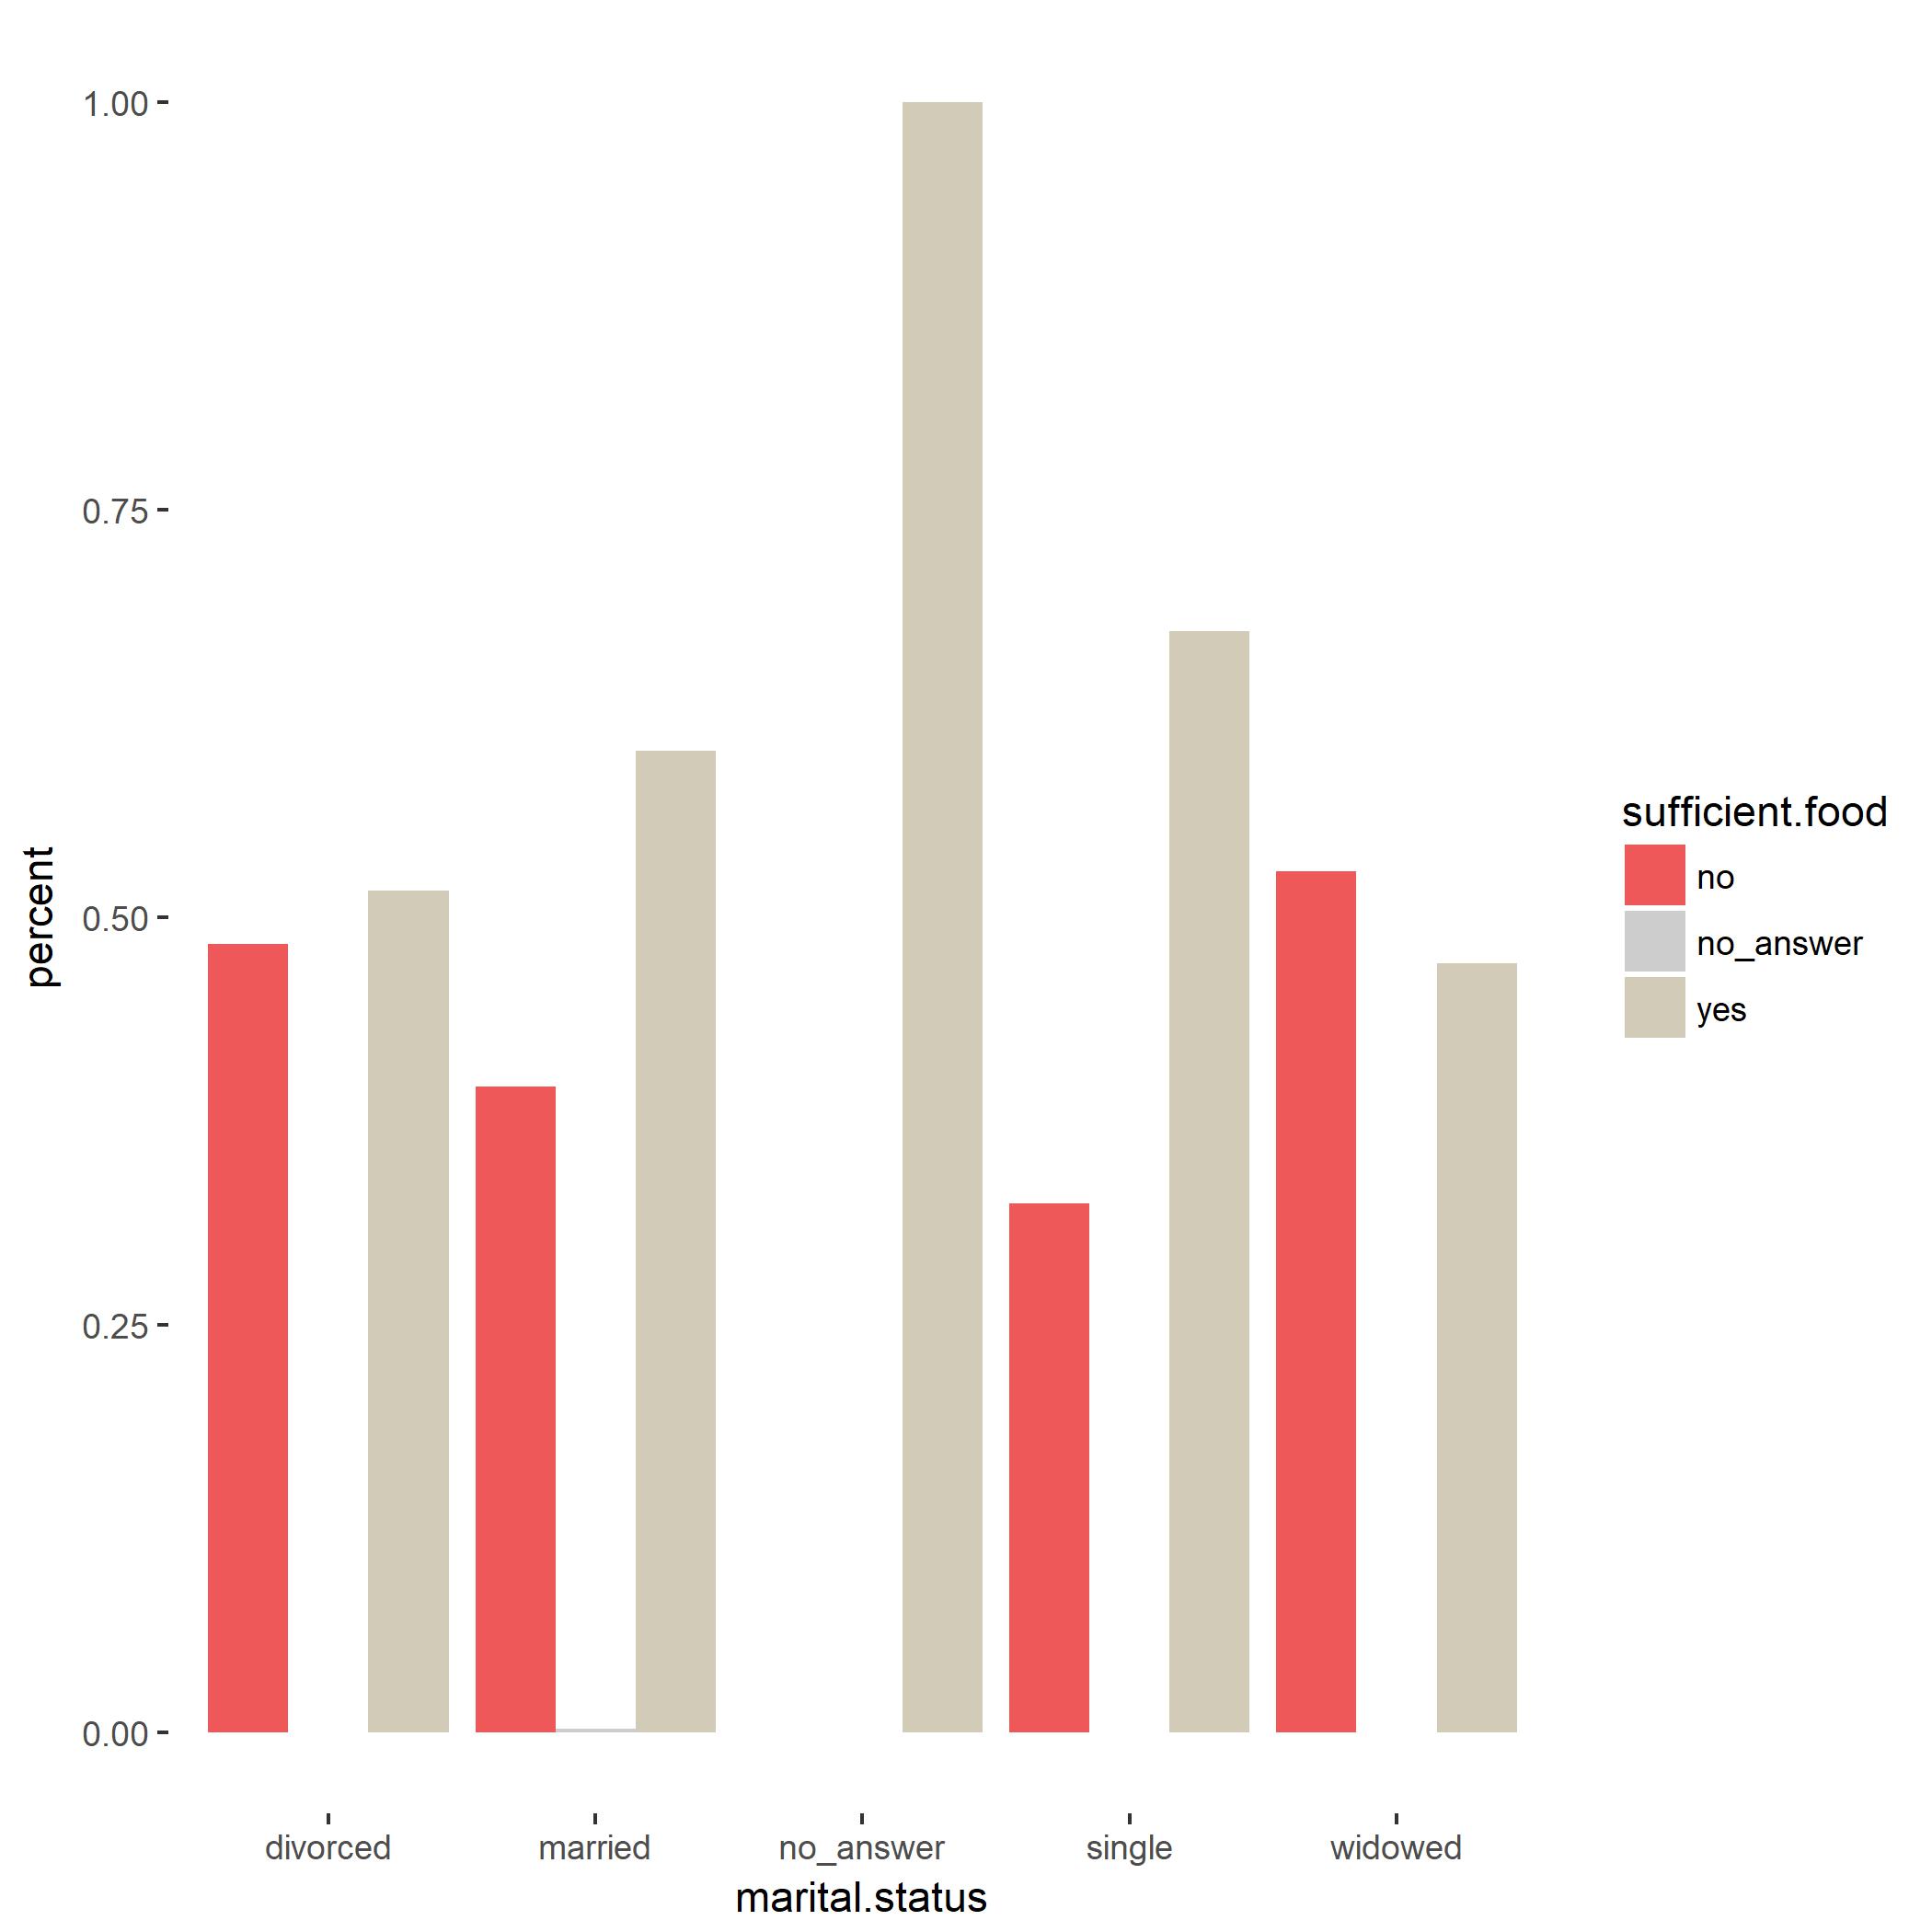 1.00
0.75
0.50
0.25
0.00
percent
divorced married no_answer single widowed
marital.status
sufficient.food
no
no_answer
yes